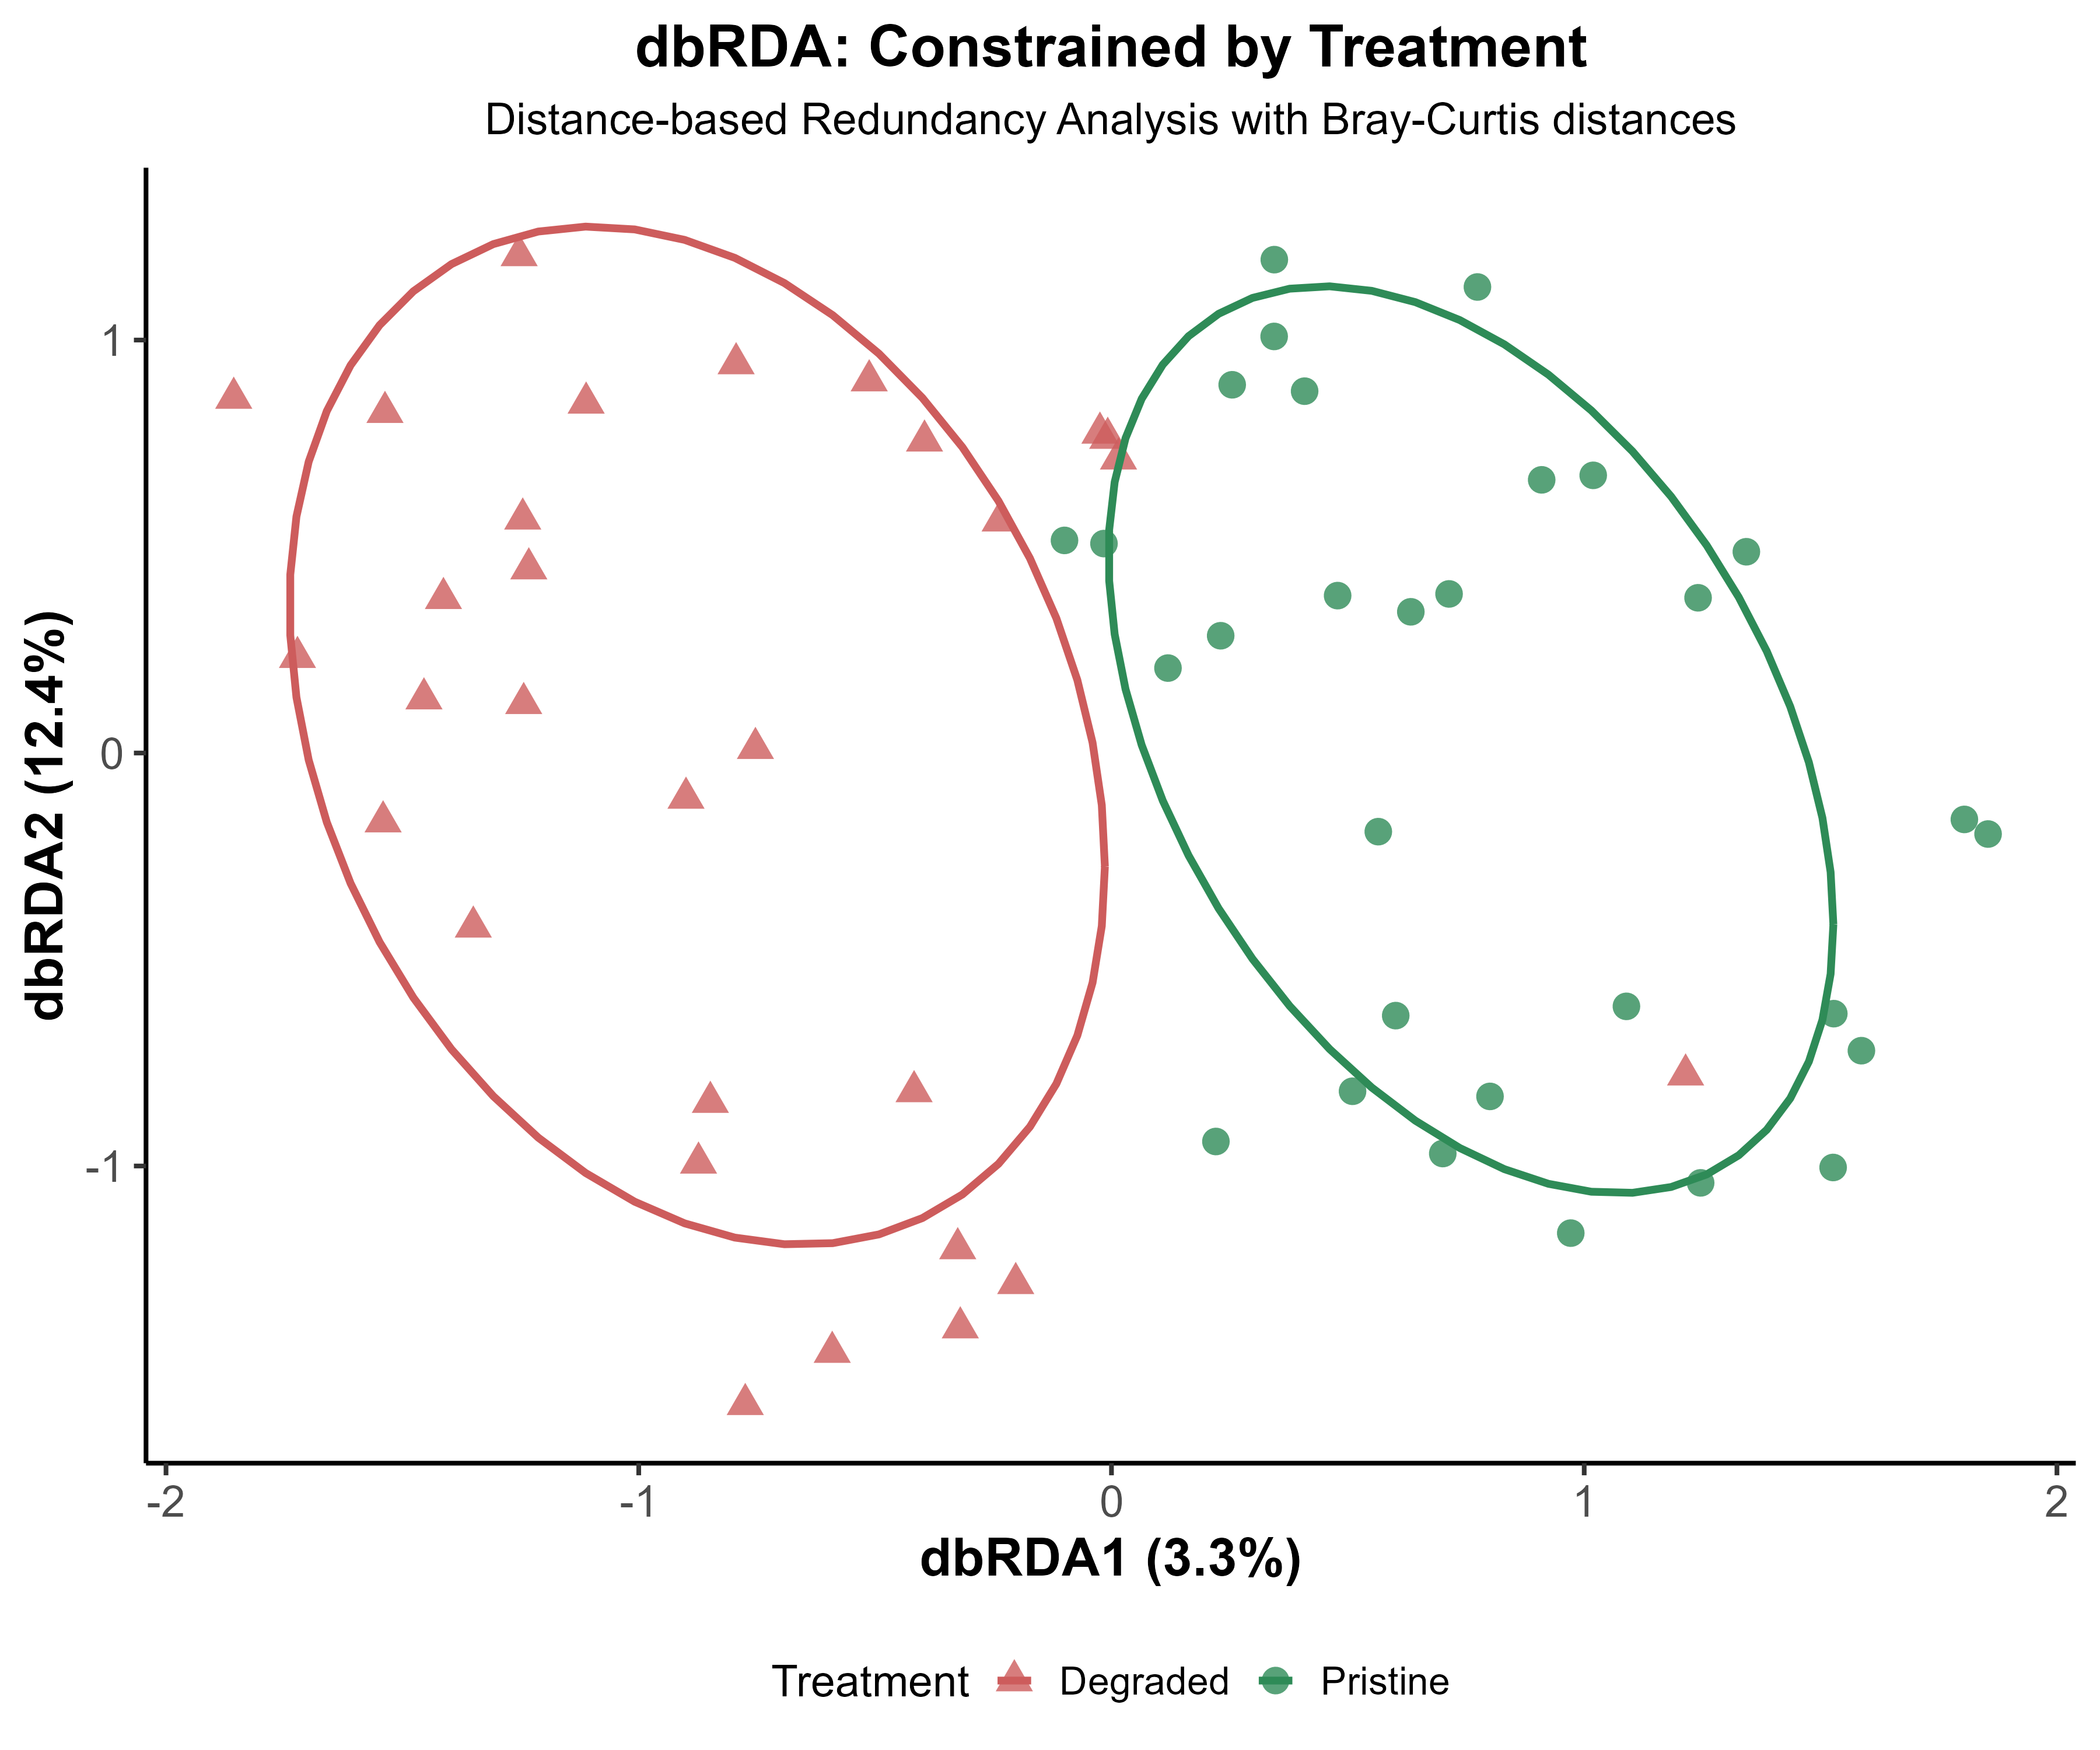 dbRDA: Constrained by Treatment
Distance-based Redundancy Analysis with Bray-Curtis distances
dbRDA2 (12.4%)
1
0
-1
-2
-1
0
1
2
dbRDA1 (3.3%)
Treatment Degraded Pristine